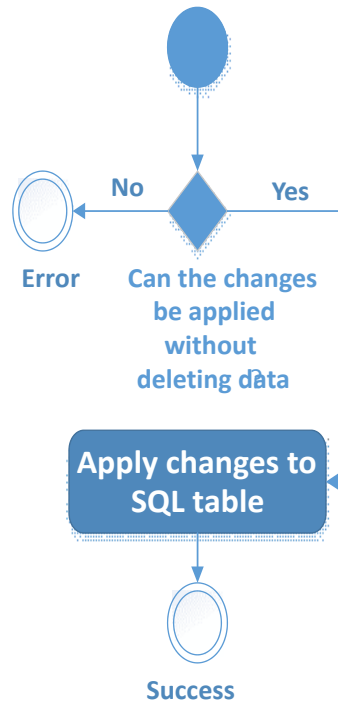 No
Yes
Error
Can the changes
be applied
without
deleting data?
Apply changes to
SQL table
Success